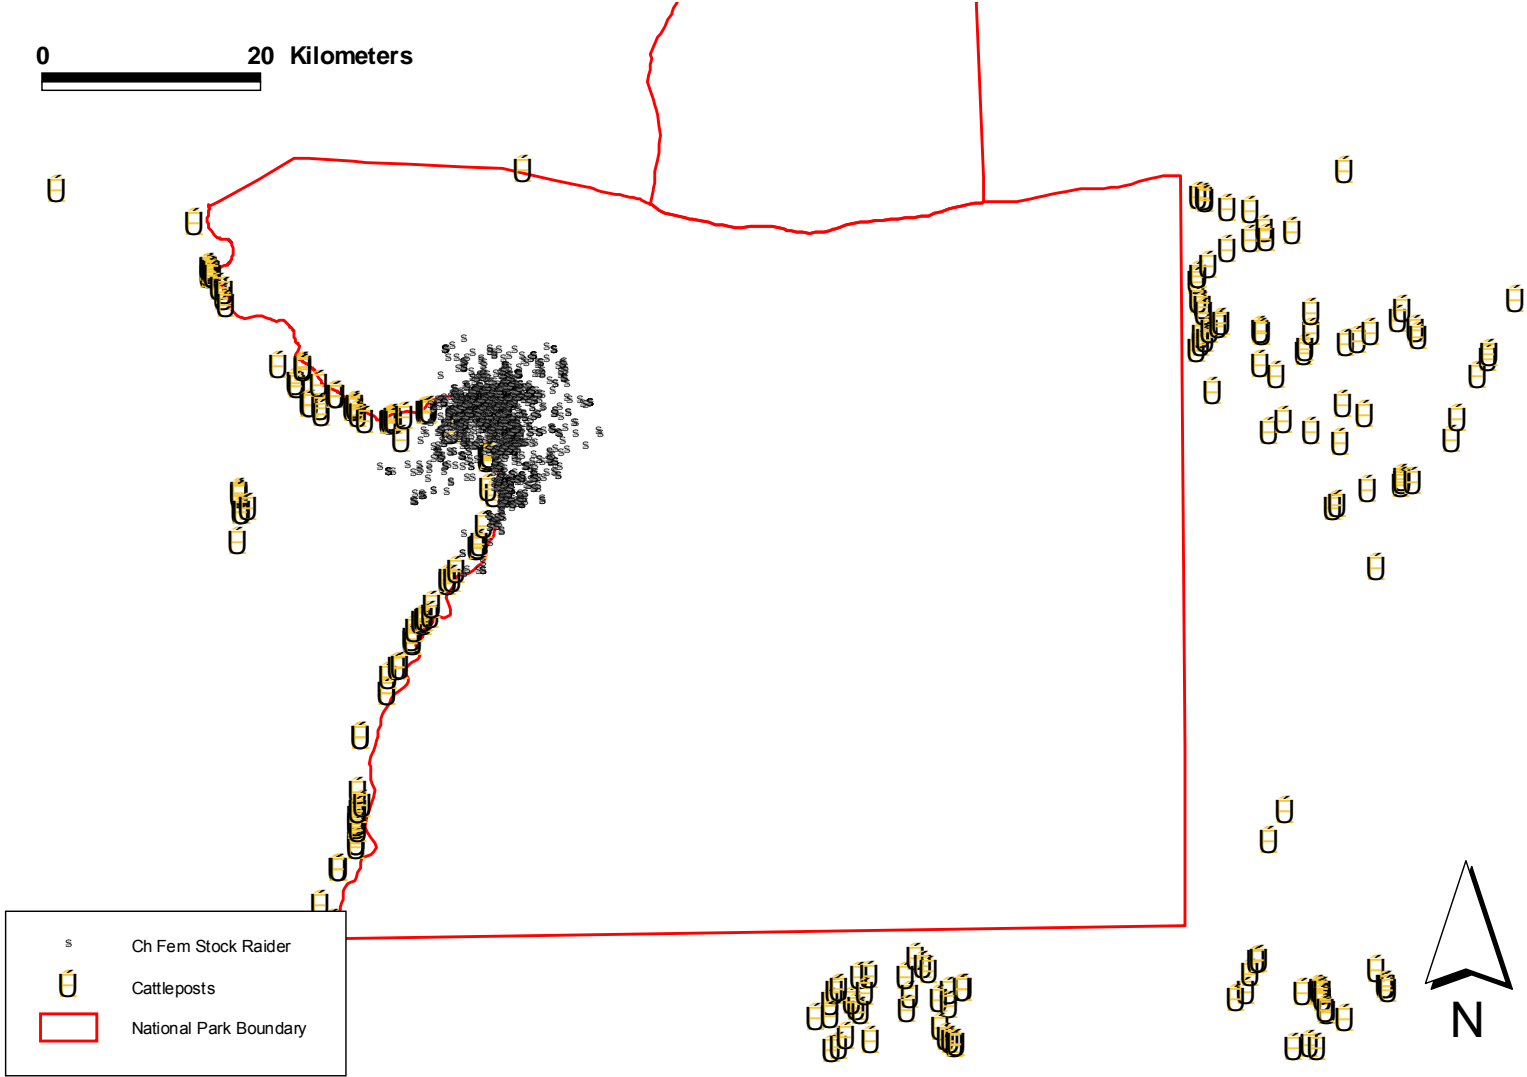 0 20 Kilometers
Ch Fem Stock Raider
Cattleposts
National Park Boundary
N